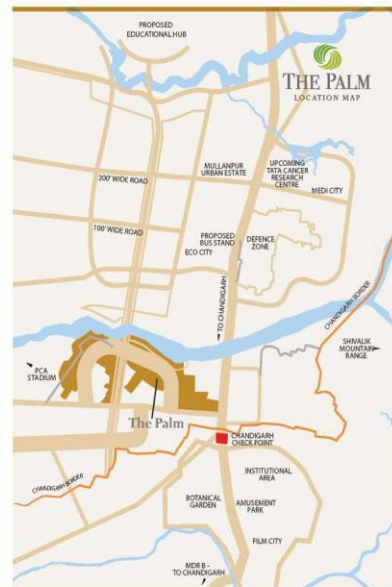 PROPOSED
EDUCATIONAL HUB
THE PALM
LOCATION MAP
MULLANPUR
URBAN ESTATE
UPCOMING
TATA CANCER
RESEARCH
CENTRE
200' WIDE ROAD
MEDI CITY
100' WIDE ROAD
PROPOSED
BUS STAND
DEFENCE
ZONE
ECO CITY
TO CHANDIGARH
CHANDIGARH BORDER
SHIVALIK
MOUNTAIN
RANGE
PCA
STADIUM
The Palm
CHANDIGARH
CHECK POINT
INSTITUTIONAL
AREA
CHANDIGARH BORDER
BOTANICAL
GARDEN
AMUSEMENT
PARK
FILM CITY
MDR B -
TO CHANDIGARH